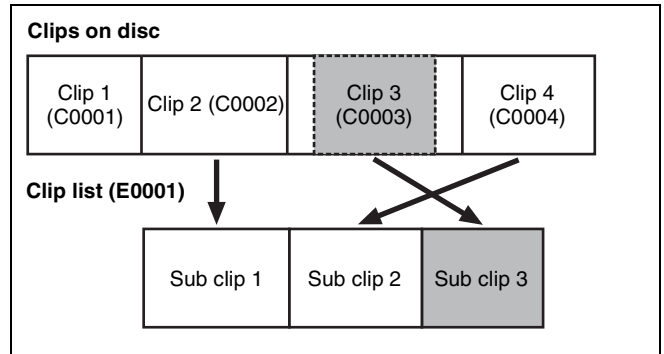 Clips on disc
Clip 1
(C0001)
Clip 2 (C0002)
Clip 3
(C0003)
Clip 4
(C0004)
Clip list (E0001)
Sub clip 1
Sub clip 2
Sub clip 3